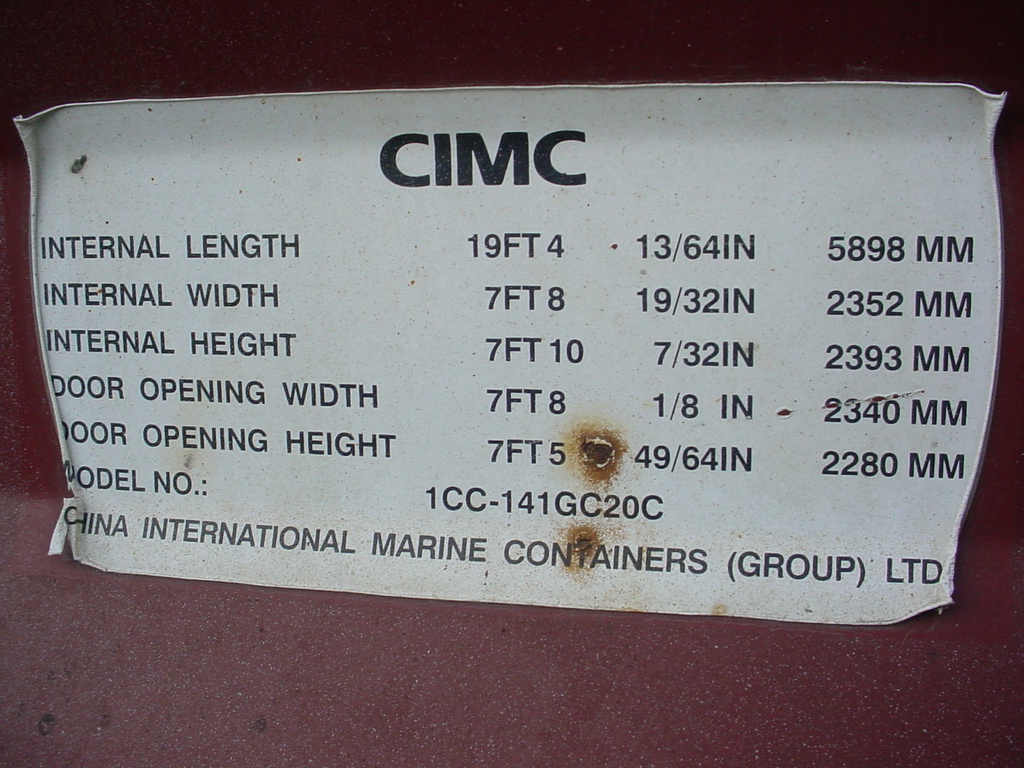 CIMC
INTERNAL LENGTH 19FT 4 13/64IN 5898 MM
INTERNAL WIDTH 7FT 8 19/32IN 2352 MM
INTERNAL HEIGHT 7FT 10 7/32IN 2393 MM
DOOR OPENING WIDTH 7FT 8 1/8 IN 2340 MM
DOOR OPENING HEIGHT 7FT 5 49/64IN 2280 MM
MODEL NO.: 1CC-141GC20C
CHINA INTERNATIONAL MARINE CONTAINERS (GROUP) LTD